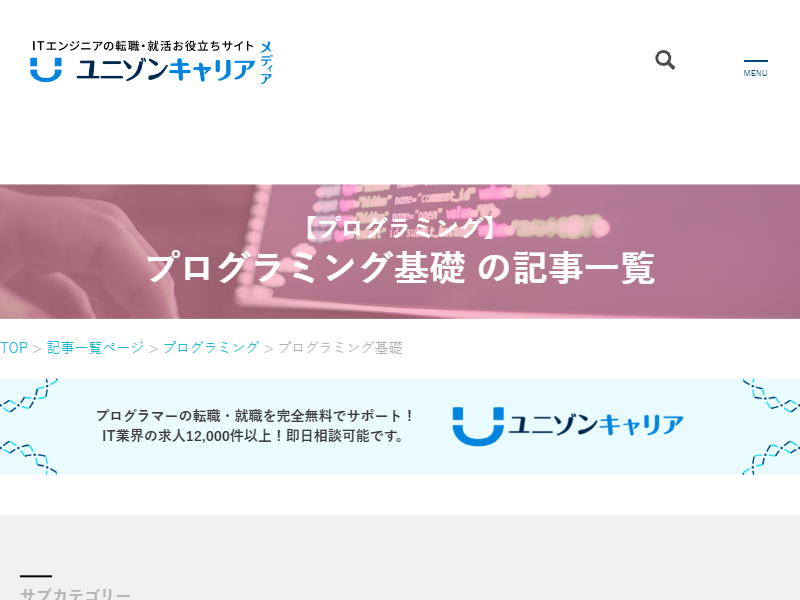 ITエンジニアの転職・就活お役立ちサイト
ユニゾンキャリア
メディア
MENU
【プログラミング】
プログラミング基礎 の記事一覧
TOP > 記事一覧ページ > プログラミング > プログラミング基礎
プログラマーの転職・就職を完全無料でサポート！
IT業界の求人12,000件以上！即日相談可能です。
ユニゾンキャリア
サブカテゴリー